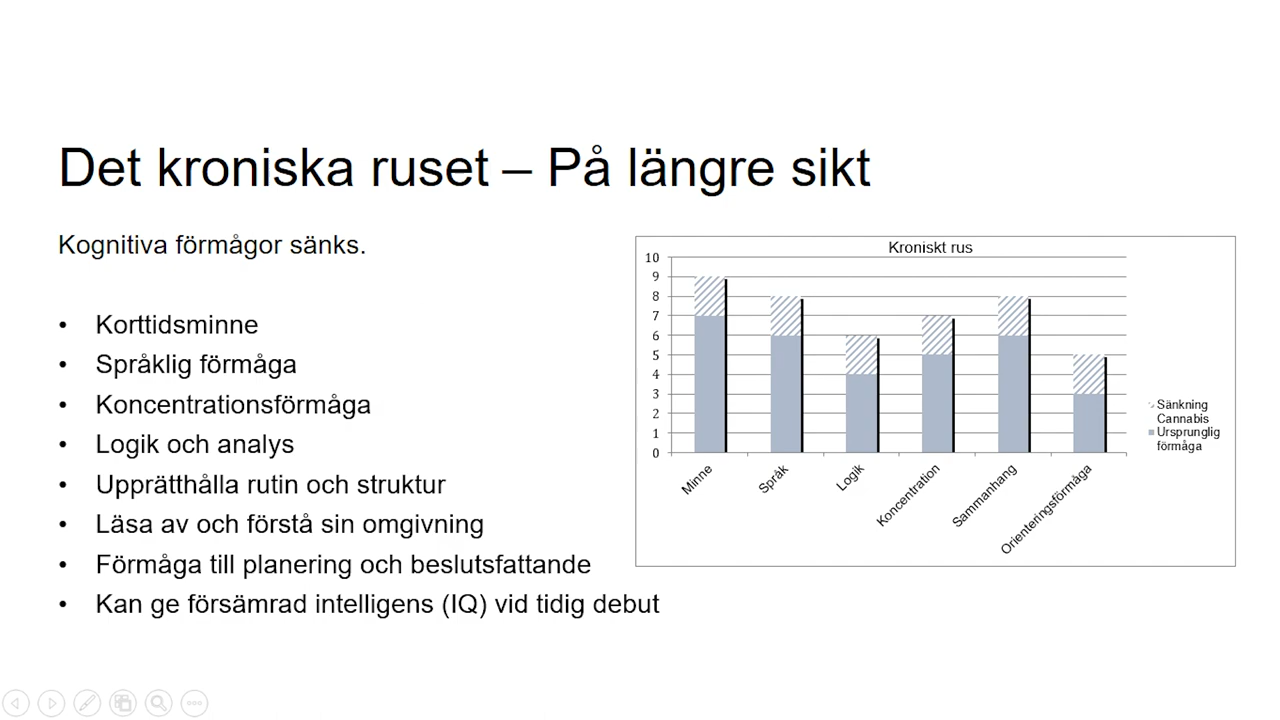 Det kroniska ruset – På längre sikt
Kognitiva förmågor sänks.
• Korttidsminne
• Språklig förmåga
• Koncentrationsförmåga
• Logik och analys
• Upprätthålla rutin och struktur
• Läsa av och förstå sin omgivning
• Förmåga till planering och beslutsfattande
• Kan ge försämrad intelligens (IQ) vid tidig debut
Kroniskt rus
10
9
8
7
6
5
4
3
2
1
0
Minne
Språk
Logik
Koncentration
Sammanhang
Orienteringsförmåga
Sänkning
Cannabis
Ursprunglig
förmåga